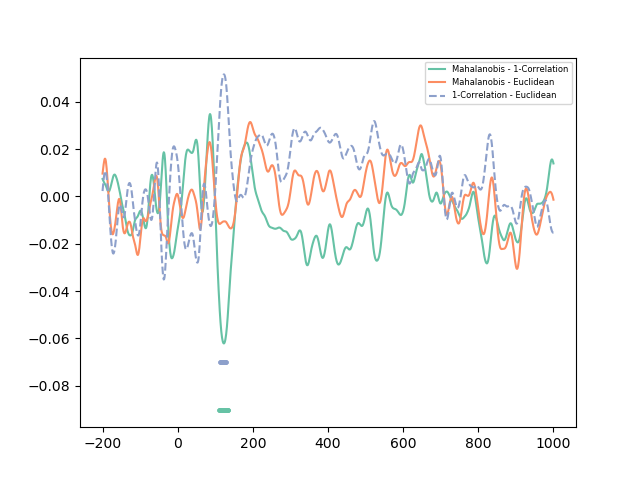 Mahalanobis - 1-Correlation
Mahalanobis - Euclidean
1-Correlation - Euclidean
0.04
0.02
0.00
−0.02
−0.04
−0.06
−0.08
−200 0 200 400 600 800 1000